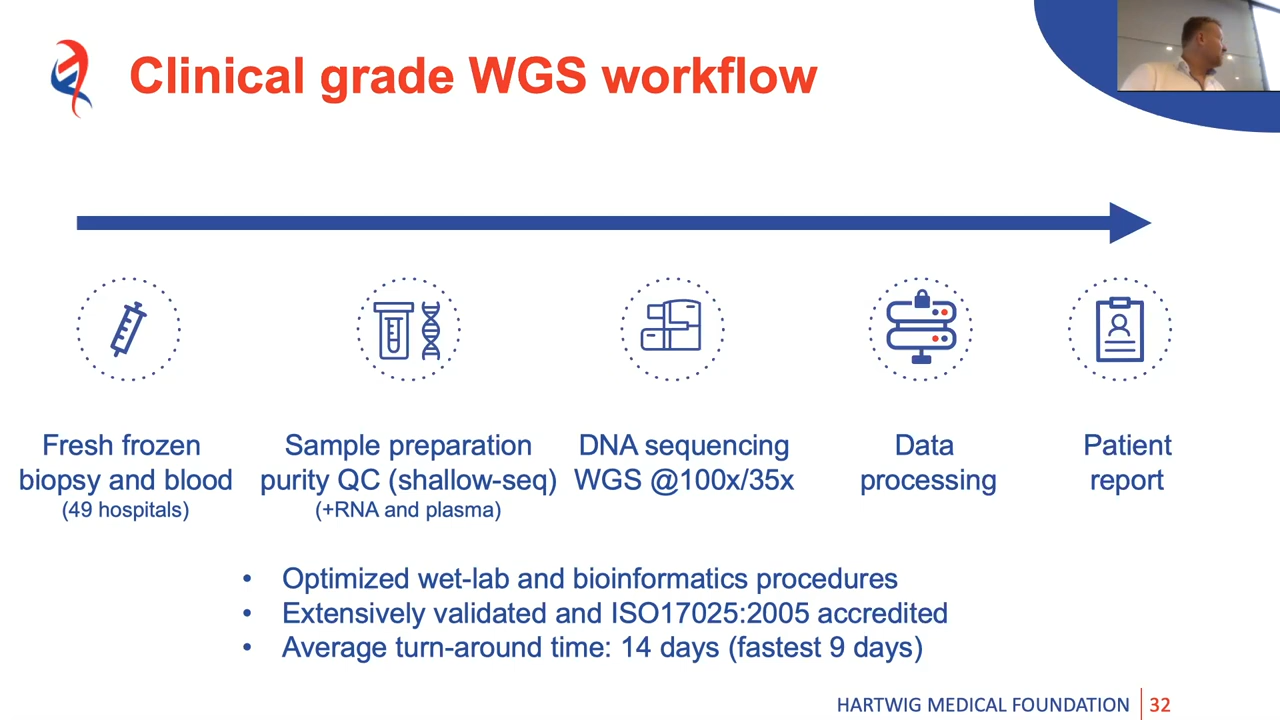 Clinical grade WGS workflow
Fresh frozen
biopsy and blood
(49 hospitals)
Sample preparation
purity QC (shallow-seq)
(+RNA and plasma)
DNA sequencing
WGS @100x/35x
Data
processing
Patient
report
• Optimized wet-lab and bioinformatics procedures
• Extensively validated and ISO17025:2005 accredited
• Average turn-around time: 14 days (fastest 9 days)
HARTWIG MEDICAL FOUNDATION 32